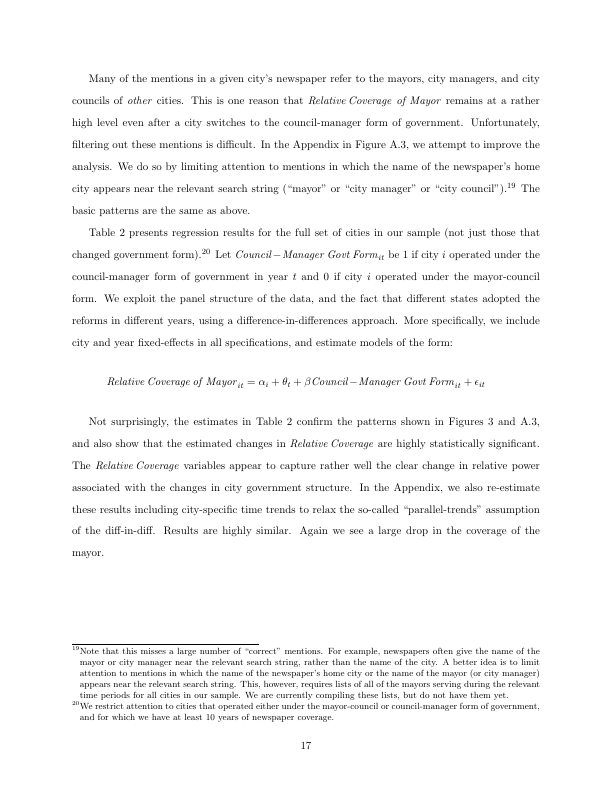 Many of the mentions in a given city's newspaper refer to the mayors, city managers, and city
councils of other cities. This is one reason that Relative Coverage of Mayor remains at a rather
high level even after a city switches to the council-manager form of government. Unfortunately,
filtering out these mentions is difficult. In the Appendix in Figure A.3, we attempt to improve the
analysis. We do so by limiting attention to mentions in which the name of the newspaper's home
city appears near the relevant search string (“mayor” or “city manager” or “city council”).19 The
basic patterns are the same as above.
Table 2 presents regression results for the full set of cities in our sample (not just those that
changed government form).20 Let Council−Manager Govt Form_it be 1 if city i operated under the
council-manager form of government in year t and 0 if city i operated under the mayor-council
form. We exploit the panel structure of the data, and the fact that different states adopted the
reforms in different years, using a difference-in-differences approach. More specifically, we include
city and year fixed-effects in all specifications, and estimate models of the form:
Relative Coverage of Mayor_it = α_i + θ_t + β Council−Manager Govt Form_it + ϵ_it
Not surprisingly, the estimates in Table 2 confirm the patterns shown in Figures 3 and A.3,
and also show that the estimated changes in Relative Coverage are highly statistically significant.
The Relative Coverage variables appear to capture rather well the clear change in relative power
associated with the changes in city government structure. In the Appendix, we also re-estimate
these results including city-specific time trends to relax the so-called “parallel-trends” assumption
of the diff-in-diff. Results are highly similar. Again we see a large drop in the coverage of the
mayor.
19Note that this misses a large number of “correct” mentions. For example, newspapers often give the name of the
mayor or city manager near the relevant search string, rather than the name of the city. A better idea is to limit
attention to mentions in which the name of the newspaper's home city or the name of the mayor (or city manager)
appears near the relevant search string. This, however, requires lists of all of the mayors serving during the relevant
time periods for all cities in our sample. We are currently compiling these lists, but do not have them yet.
20We restrict attention to cities that operated either under the mayor-council or council-manager form of government,
and for which we have at least 10 years of newspaper coverage.
17